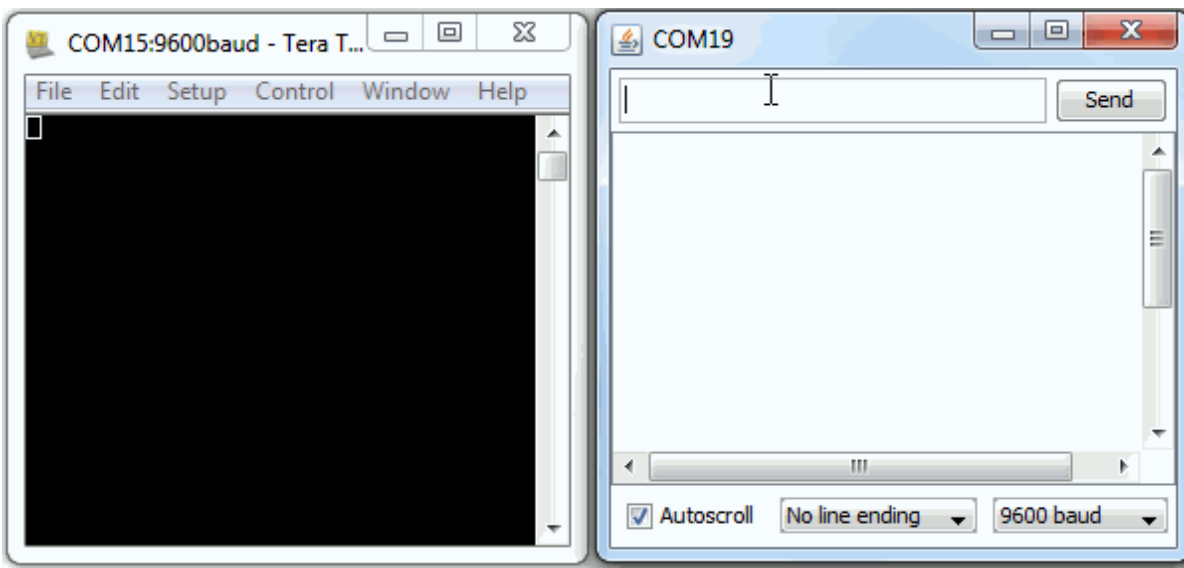 COM15:9600baud - Tera T...
File Edit Setup Control Window Help
COM19
Send
Autoscroll No line ending 9600 baud